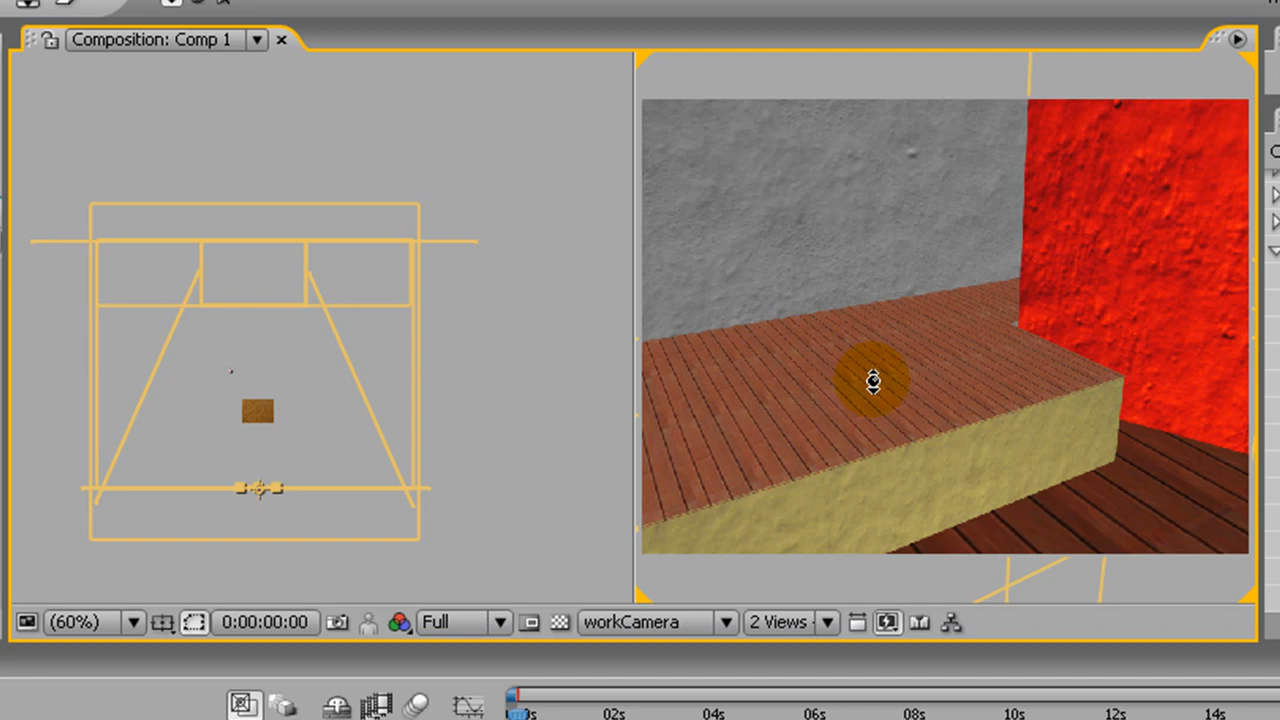 Composition: Comp 1
(60%) 0:00:00:00 Full workCamera 2 Views
02s 04s 06s 08s 10s 12s 14s